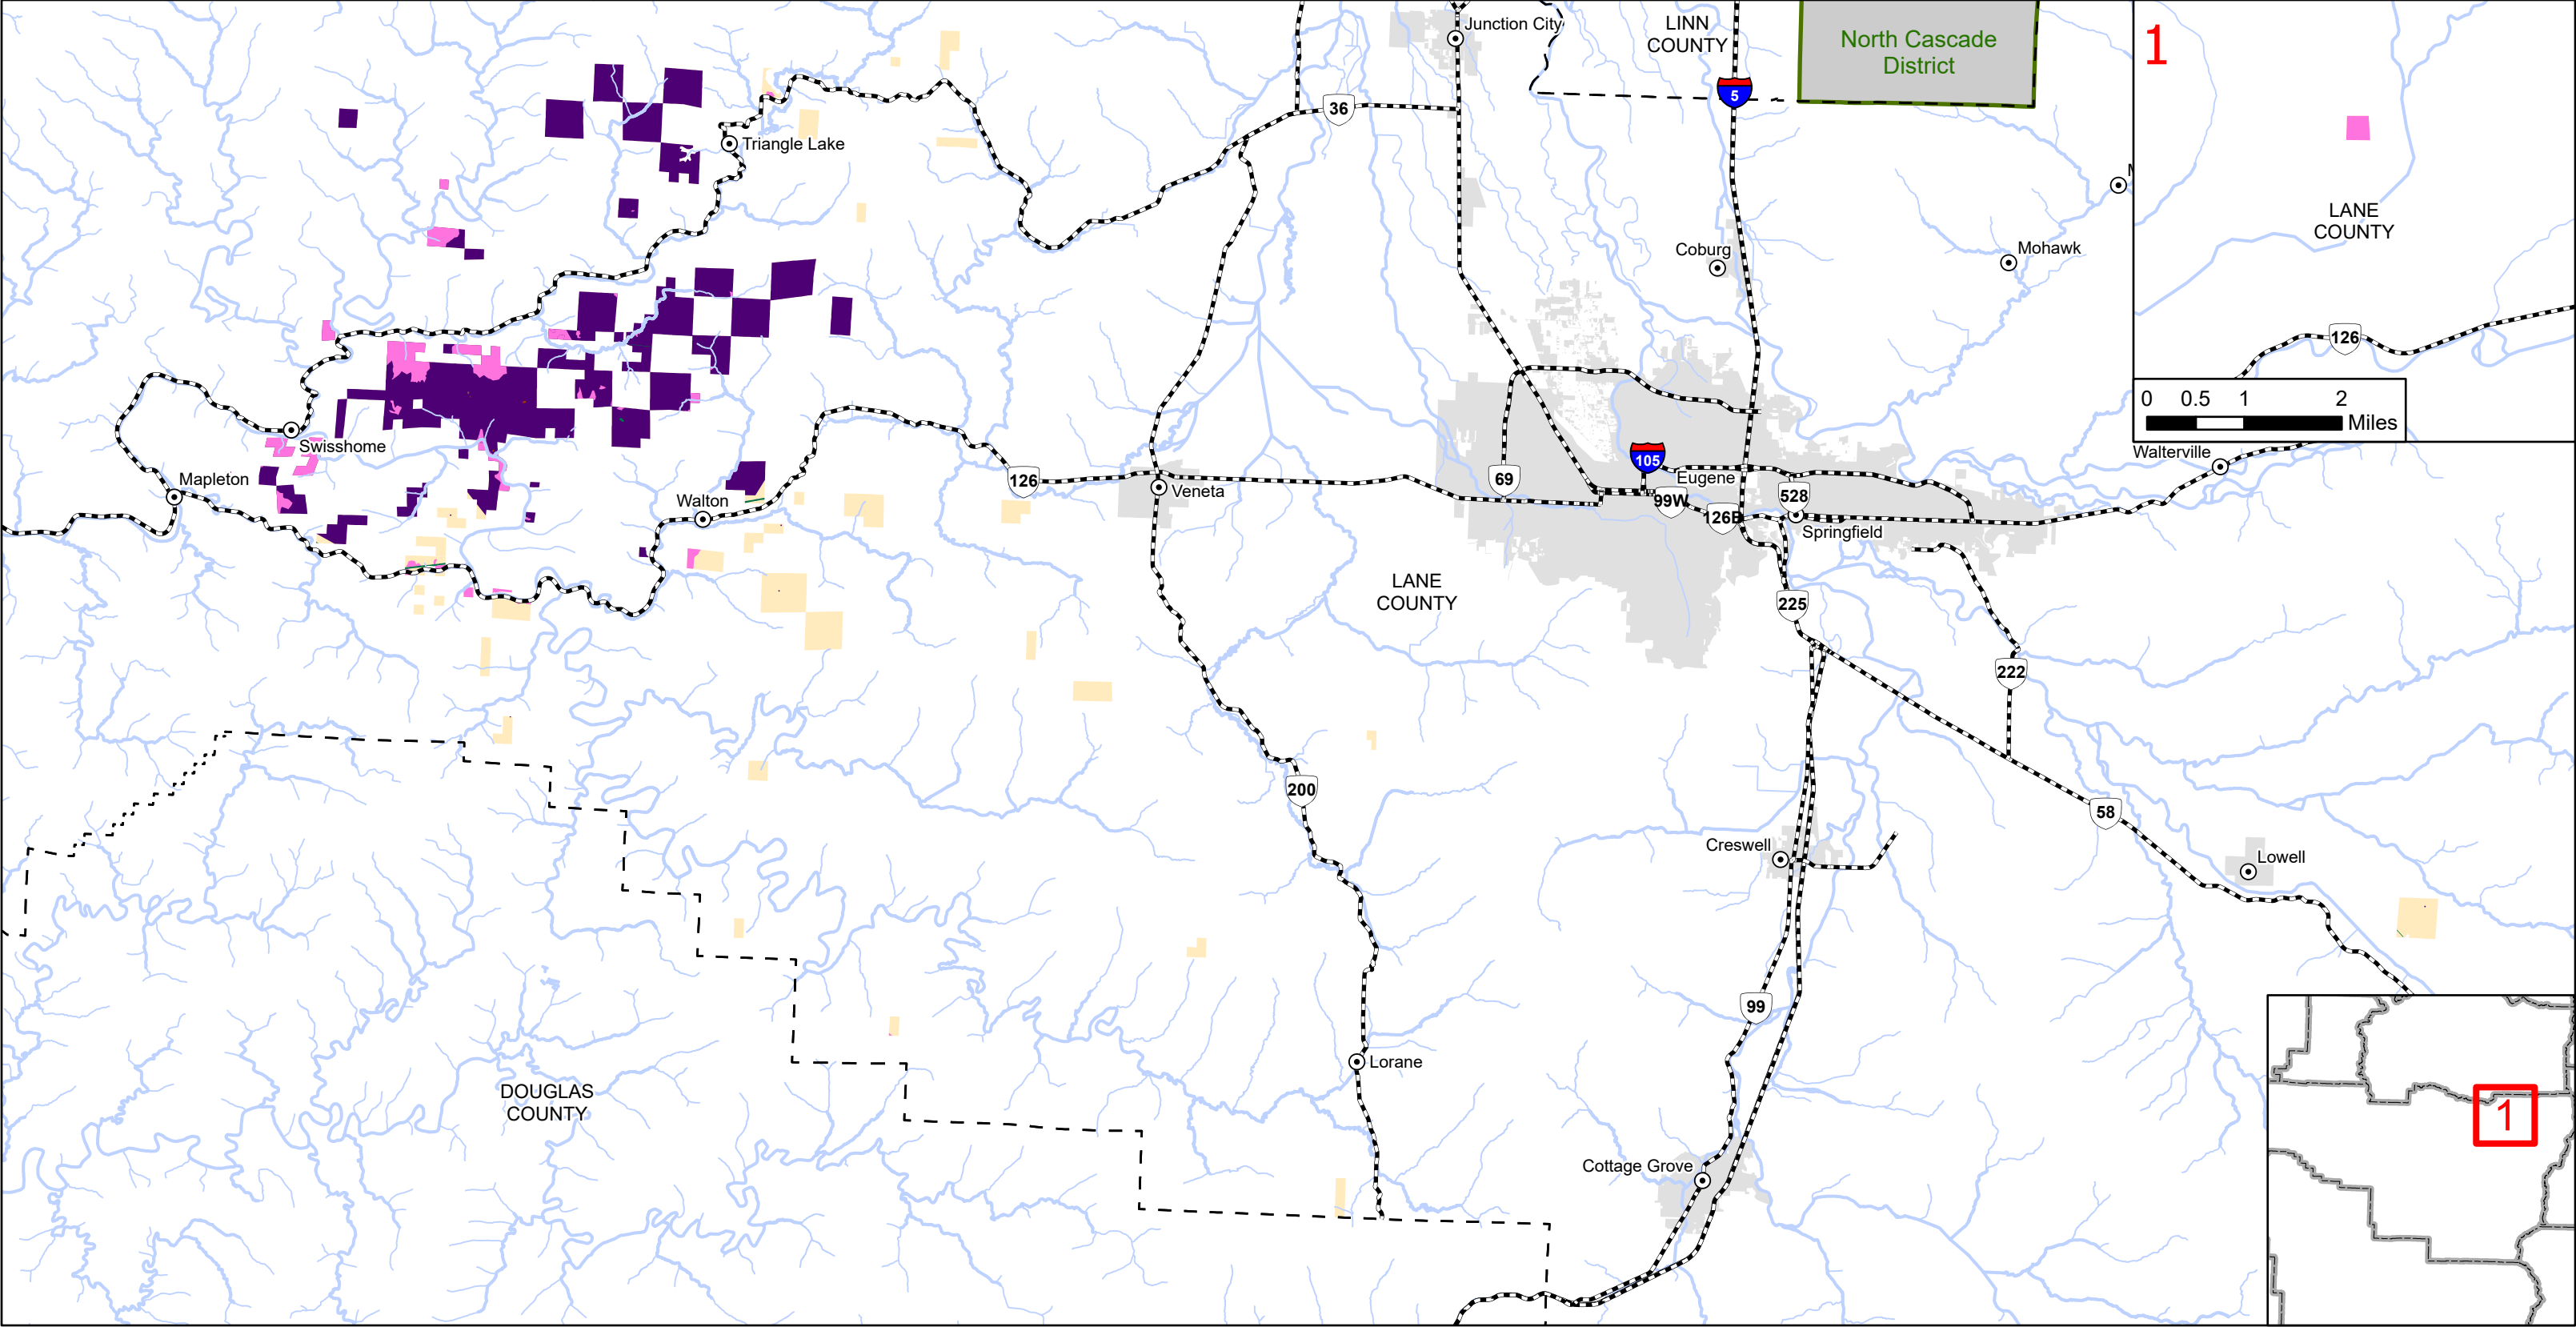 Junction City
LINN
COUNTY
North Cascade
District
1
5
36
Triangle Lake
LANE
COUNTY
Coburg
Mohawk
126
0 0.5 1 2
Miles
Walterville
Swisshome
Mapleton
Walton
126
Veneta
69
105
Eugene
99W
528
126B
Springfield
LANE
COUNTY
225
222
200
58
Creswell
Lowell
99
Lorane
DOUGLAS
COUNTY
1
Cottage Grove